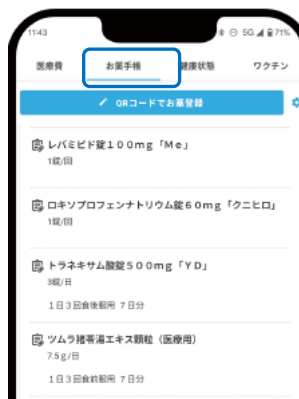 11:43 5G 71%
医療費 お薬手帳 健康状態 ワクチン
QRコードでお薬登録
レバミピド錠100mg「Me」
1錠/回
ロキソプロフェンナトリウム錠60mg「クニヒロ」
1錠/回
トラネキサム酸錠500mg「YD」
3錠/日
1日3回食後服用 7日分
ツムラ猪苓湯エキス顆粒（医療用）
7.5g/日
1日3回食前服用 7日分